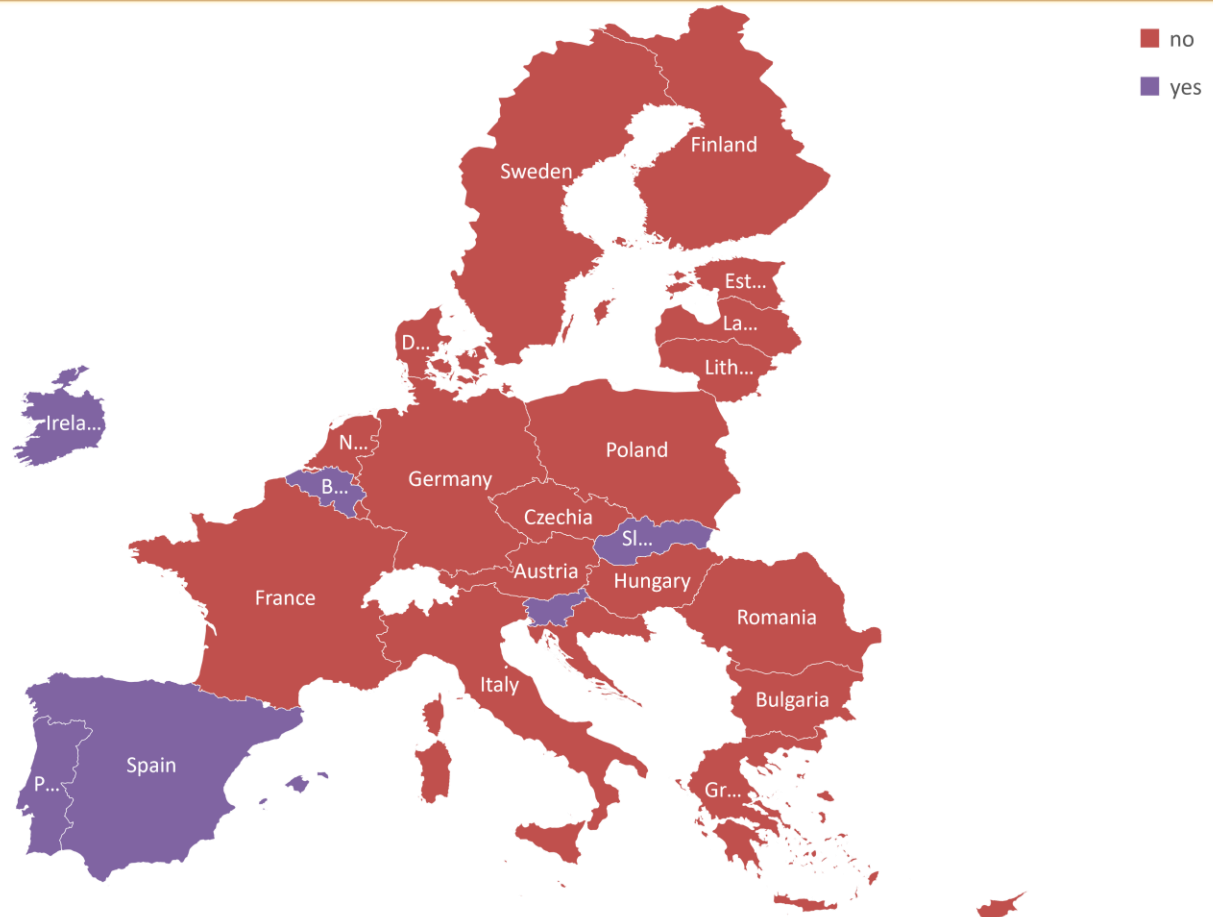 no
yes
Finland
Sweden
Est...
La...
D...
Lith...
Irela...
N...
Poland
Germany
B...
Czechia
Sl...
Austria
Hungary
France
Romania
Italy
Bulgaria
Spain
P...
Gr...